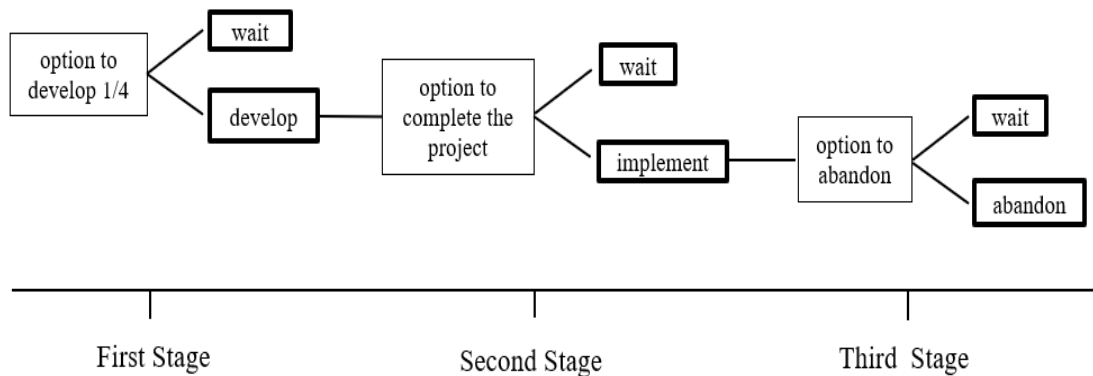 option to
develop 1/4
wait
develop
option to
complete the
project
wait
implement
option to
abandon
wait
abandon
First Stage
Second Stage
Third Stage